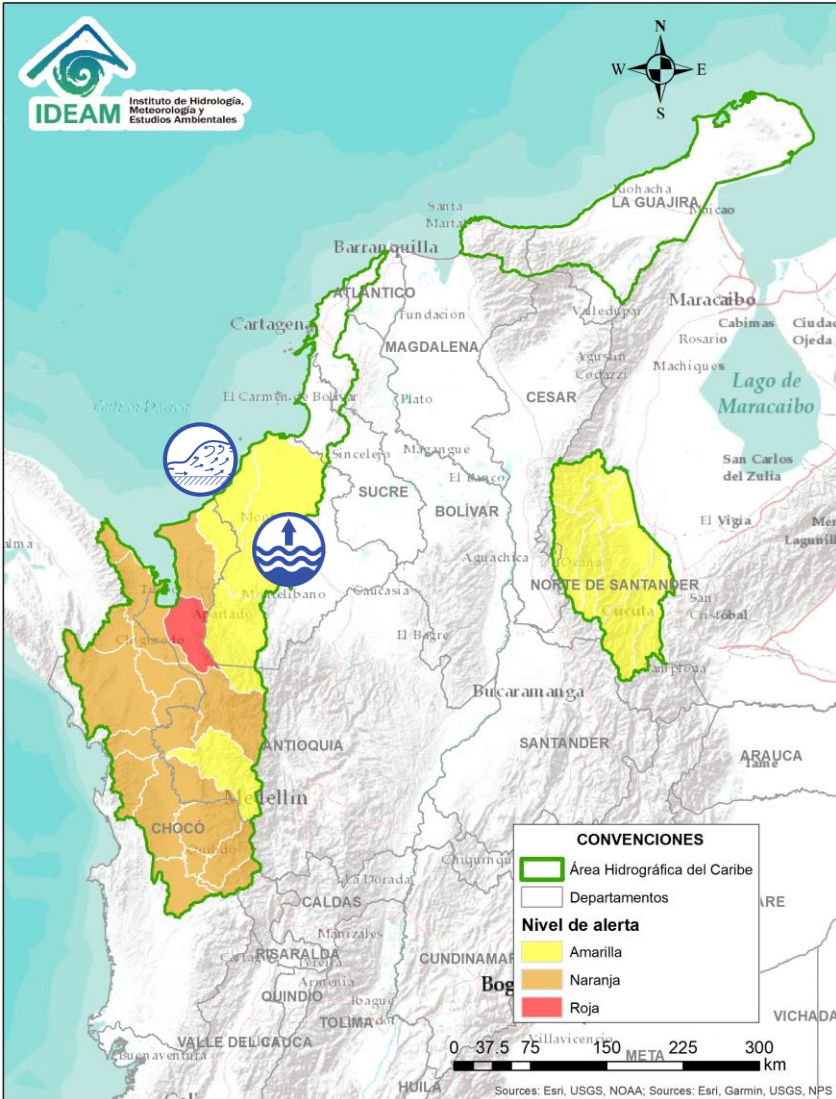 N
W
E
S
IDEAM
Instituto de Hidrología,
Meteorología y
Estudios Ambientales
Riohacha
LA GUAJIRA
Maicao
Santa
Marta
Barranquilla
ATLÁNTICO
Maracaibo
Cabimas
Ciudad
Ojeda
Fundación
Valledupar
Cartagena
Rosario
MAGDALENA
Machiques
Agustín
Codazzi
Lago de
Maracaibo
El Carmen de Bolívar
Plato
CESAR
Sincelejo
Magangué
San Carlos
del Zulia
El Banco
SUCRE
BOLÍVAR
El Vigía
Aguachica
Ocaña
NORTE DE SANTANDER
Cúcuta
San
Cristóbal
Montelíbano
Caucasia
Apartadó
Chigorodó
El Bagre
Pamplona
Bucaramanga
ANTIOQUIA
SANTANDER
ARAUCA
Tame
Medellín
CHOCÓ
Quibdó
La Dorada
CALDAS
Manizales
RISARALDA
Pereira
Armenia
QUINDÍO
Ibagué
TOLIMA
CUNDINAMAR
Bog
VALLE DEL CAUCA
Buenaventura
Villavicencio
META
HUILA
VICHADA
CONVENCIONES
Área Hidrográfica del Caribe
Departamentos
Nivel de alerta
Amarilla
Naranja
Roja
0 37.5 75 150 225 300
km
Sources: Esri, USGS, NOAA; Sources: Esri, Garmin, USGS, NPS